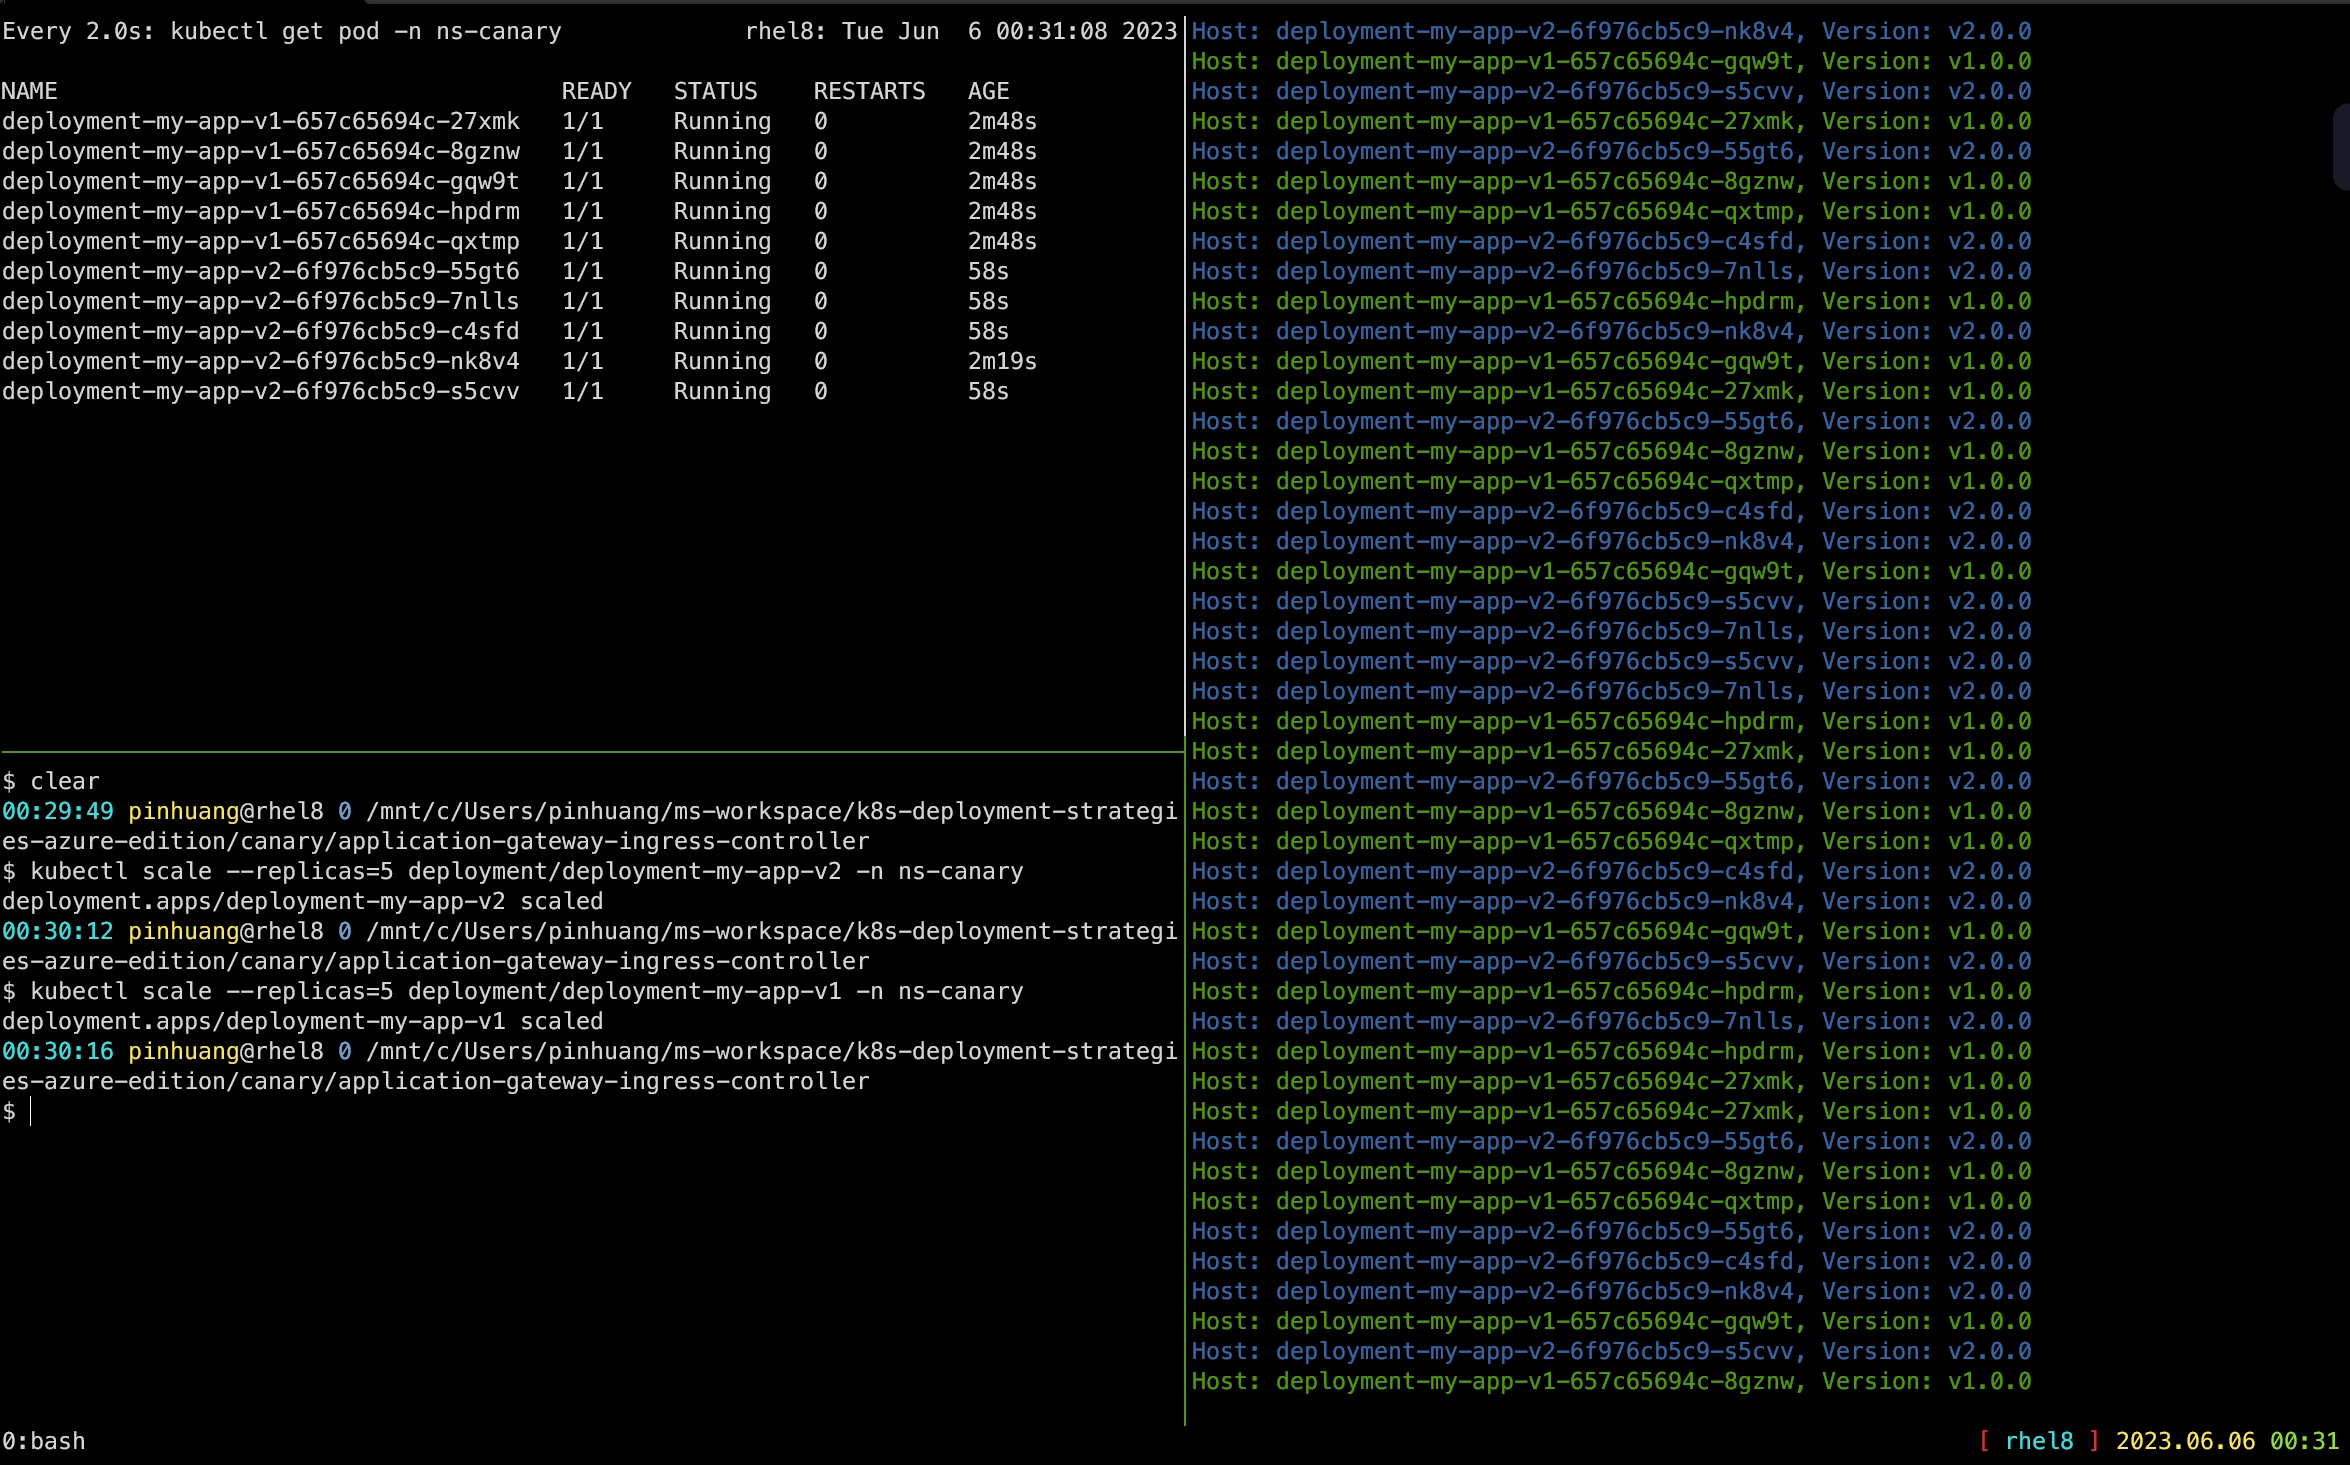 Every 2.0s: kubectl get pod -n ns-canary             rhel8: Tue Jun  6 00:31:08 2023

NAME                                    READY   STATUS    RESTARTS   AGE
deployment-my-app-v1-657c65694c-27xmk   1/1     Running   0          2m48s
deployment-my-app-v1-657c65694c-8gznw   1/1     Running   0          2m48s
deployment-my-app-v1-657c65694c-gqw9t   1/1     Running   0          2m48s
deployment-my-app-v1-657c65694c-hpdrm   1/1     Running   0          2m48s
deployment-my-app-v1-657c65694c-qxtmp   1/1     Running   0          2m48s
deployment-my-app-v2-6f976cb5c9-55gt6   1/1     Running   0          58s
deployment-my-app-v2-6f976cb5c9-7nlls   1/1     Running   0          58s
deployment-my-app-v2-6f976cb5c9-c4sfd   1/1     Running   0          58s
deployment-my-app-v2-6f976cb5c9-nk8v4   1/1     Running   0          2m19s
deployment-my-app-v2-6f976cb5c9-s5cvv   1/1     Running   0          58s
$ clear
00:29:49 pinhuang@rhel8 0 /mnt/c/Users/pinhuang/ms-workspace/k8s-deployment-strategi
es-azure-edition/canary/application-gateway-ingress-controller
$ kubectl scale --replicas=5 deployment/deployment-my-app-v2 -n ns-canary
deployment.apps/deployment-my-app-v2 scaled
00:30:12 pinhuang@rhel8 0 /mnt/c/Users/pinhuang/ms-workspace/k8s-deployment-strategi
es-azure-edition/canary/application-gateway-ingress-controller
$ kubectl scale --replicas=5 deployment/deployment-my-app-v1 -n ns-canary
deployment.apps/deployment-my-app-v1 scaled
00:30:16 pinhuang@rhel8 0 /mnt/c/Users/pinhuang/ms-workspace/k8s-deployment-strategi
es-azure-edition/canary/application-gateway-ingress-controller
$
Host: deployment-my-app-v2-6f976cb5c9-nk8v4, Version: v2.0.0
Host: deployment-my-app-v1-657c65694c-gqw9t, Version: v1.0.0
Host: deployment-my-app-v2-6f976cb5c9-s5cvv, Version: v2.0.0
Host: deployment-my-app-v1-657c65694c-27xmk, Version: v1.0.0
Host: deployment-my-app-v2-6f976cb5c9-55gt6, Version: v2.0.0
Host: deployment-my-app-v1-657c65694c-8gznw, Version: v1.0.0
Host: deployment-my-app-v1-657c65694c-qxtmp, Version: v1.0.0
Host: deployment-my-app-v2-6f976cb5c9-c4sfd, Version: v2.0.0
Host: deployment-my-app-v2-6f976cb5c9-7nlls, Version: v2.0.0
Host: deployment-my-app-v1-657c65694c-hpdrm, Version: v1.0.0
Host: deployment-my-app-v2-6f976cb5c9-nk8v4, Version: v2.0.0
Host: deployment-my-app-v1-657c65694c-gqw9t, Version: v1.0.0
Host: deployment-my-app-v1-657c65694c-27xmk, Version: v1.0.0
Host: deployment-my-app-v2-6f976cb5c9-55gt6, Version: v2.0.0
Host: deployment-my-app-v1-657c65694c-8gznw, Version: v1.0.0
Host: deployment-my-app-v1-657c65694c-qxtmp, Version: v1.0.0
Host: deployment-my-app-v2-6f976cb5c9-c4sfd, Version: v2.0.0
Host: deployment-my-app-v2-6f976cb5c9-nk8v4, Version: v2.0.0
Host: deployment-my-app-v1-657c65694c-gqw9t, Version: v1.0.0
Host: deployment-my-app-v2-6f976cb5c9-s5cvv, Version: v2.0.0
Host: deployment-my-app-v2-6f976cb5c9-7nlls, Version: v2.0.0
Host: deployment-my-app-v2-6f976cb5c9-s5cvv, Version: v2.0.0
Host: deployment-my-app-v2-6f976cb5c9-7nlls, Version: v2.0.0
Host: deployment-my-app-v1-657c65694c-hpdrm, Version: v1.0.0
Host: deployment-my-app-v1-657c65694c-27xmk, Version: v1.0.0
Host: deployment-my-app-v2-6f976cb5c9-55gt6, Version: v2.0.0
Host: deployment-my-app-v1-657c65694c-8gznw, Version: v1.0.0
Host: deployment-my-app-v1-657c65694c-qxtmp, Version: v1.0.0
Host: deployment-my-app-v2-6f976cb5c9-c4sfd, Version: v2.0.0
Host: deployment-my-app-v2-6f976cb5c9-nk8v4, Version: v2.0.0
Host: deployment-my-app-v1-657c65694c-gqw9t, Version: v1.0.0
Host: deployment-my-app-v2-6f976cb5c9-s5cvv, Version: v2.0.0
Host: deployment-my-app-v1-657c65694c-hpdrm, Version: v1.0.0
Host: deployment-my-app-v2-6f976cb5c9-7nlls, Version: v2.0.0
Host: deployment-my-app-v1-657c65694c-hpdrm, Version: v1.0.0
Host: deployment-my-app-v1-657c65694c-27xmk, Version: v1.0.0
Host: deployment-my-app-v1-657c65694c-27xmk, Version: v1.0.0
Host: deployment-my-app-v2-6f976cb5c9-55gt6, Version: v2.0.0
Host: deployment-my-app-v1-657c65694c-8gznw, Version: v1.0.0
Host: deployment-my-app-v1-657c65694c-qxtmp, Version: v1.0.0
Host: deployment-my-app-v2-6f976cb5c9-55gt6, Version: v2.0.0
Host: deployment-my-app-v2-6f976cb5c9-c4sfd, Version: v2.0.0
Host: deployment-my-app-v2-6f976cb5c9-nk8v4, Version: v2.0.0
Host: deployment-my-app-v1-657c65694c-gqw9t, Version: v1.0.0
Host: deployment-my-app-v2-6f976cb5c9-s5cvv, Version: v2.0.0
Host: deployment-my-app-v1-657c65694c-8gznw, Version: v1.0.0
0:bash                                        [ rhel8 ] 2023.06.06 00:31